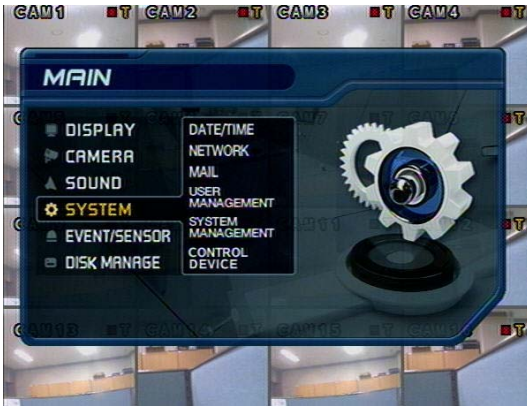 CAM1 T CAM2 T CAM3 T CAM4 T
MAIN
DISPLAY
CAMERA
SOUND
SYSTEM
EVENT/SENSOR
DISK MANAGE
DATE/TIME
NETWORK
MAIL
USER
MANAGEMENT
SYSTEM
MANAGEMENT
CONTROL
DEVICE
T
T
CAM13 T CAM14 T CAM15 T T